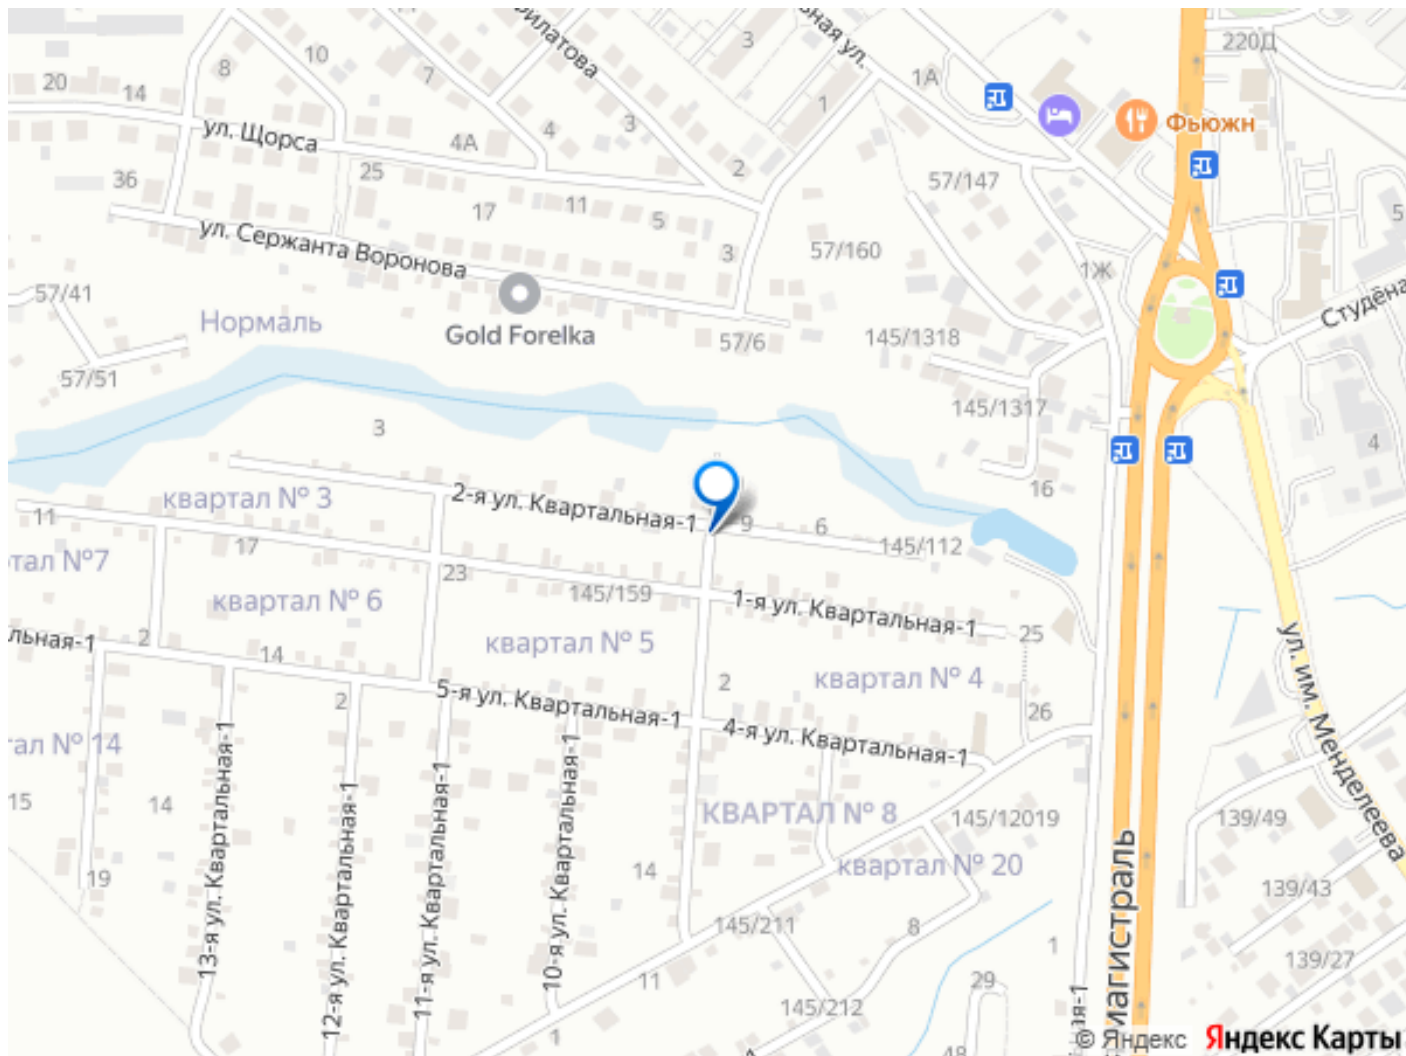 рилатова
ьная ул.
3
220Д
10
8
7
1А
20
14
1
Фьюжн
ул. Щорса
4А
4
3
2
36
25
57/147
17
11
5
5
ул. Сержанта Воронова
3
57/160
1Ж
57/41
Нормаль
Gold Forelka
57/6
145/1318
Студёна
57/51
145/1317
3
4
16
квартал № 3
2-я ул. Квартальная-1
9
6
11
145/112
17
тал №7
23
145/159
1-я ул. Квартальная-1
квартал № 6
25
льная-1
2
квартал № 5
14
квартал № 4
ул. им. Менделеева
2
5-я ул. Квартальная-1
2
26
4-я ул. Квартальная-1
тал № 14
15
14
КВАРТАЛ № 8
145/12019
139/49
13-я ул. Квартальная-1
12-я ул. Квартальная-1
11-я ул. Квартальная-1
10-я ул. Квартальная-1
14
квартал № 20
19
139/43
магистраль
145/211
8
1
139/27
11
29
145/212
ная-1
1
48
© Яндекс
Яндекс Карты